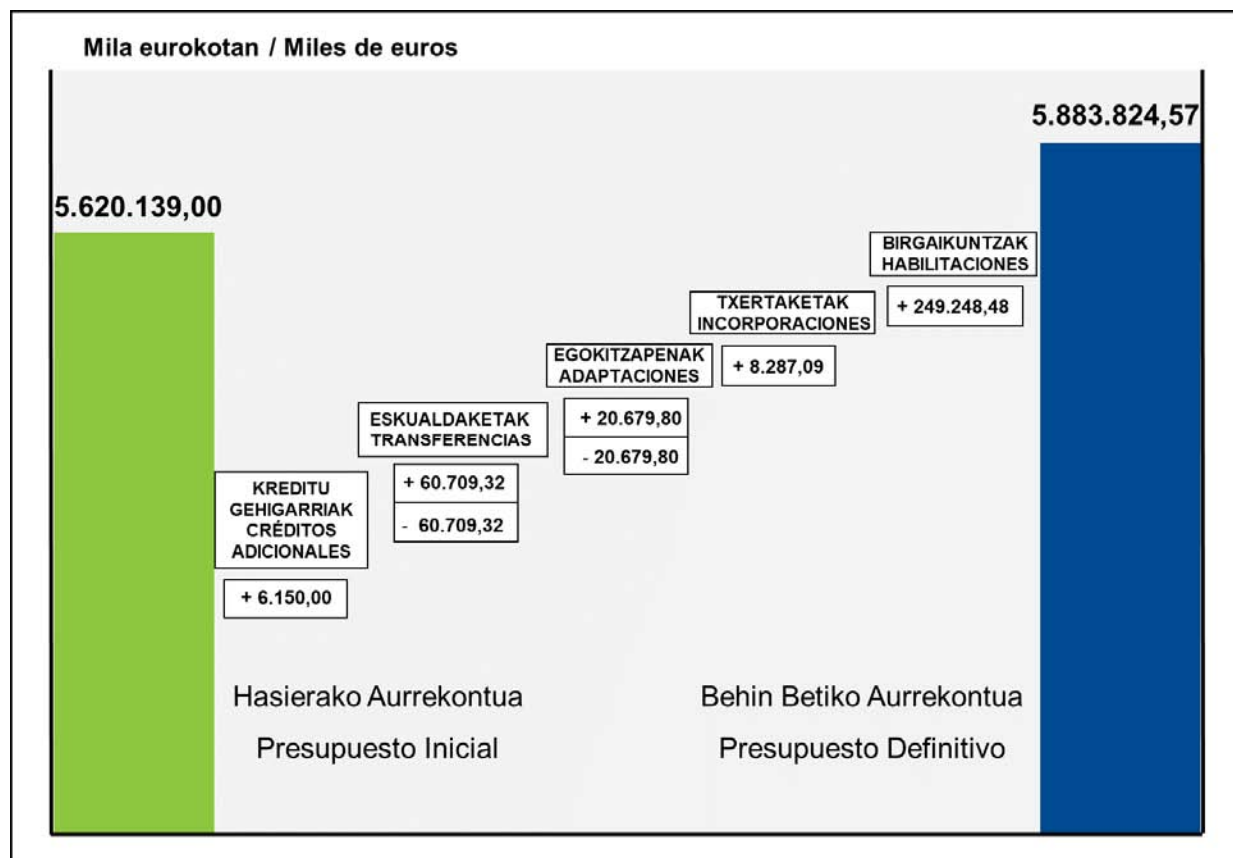 Mila eurokotan / Miles de euros
5.620.139,00
5.883.824,57
KREDITU
GEHIGARRIAK
CRÉDITOS
ADICIONALES
+ 6.150,00
ESKUALDAKETAK
TRANSFERENCIAS
+ 60.709,32
- 60.709,32
EGOKITZAPENAK
ADAPTACIONES
+ 20.679,80
- 20.679,80
TXERTAKETAK
INCORPORACIONES
+ 8.287,09
BIRGAIKUNTZAK
HABILITACIONES
+ 249.248,48
Hasierako Aurrekontua
Presupuesto Inicial
Behin Betiko Aurrekontua
Presupuesto Definitivo